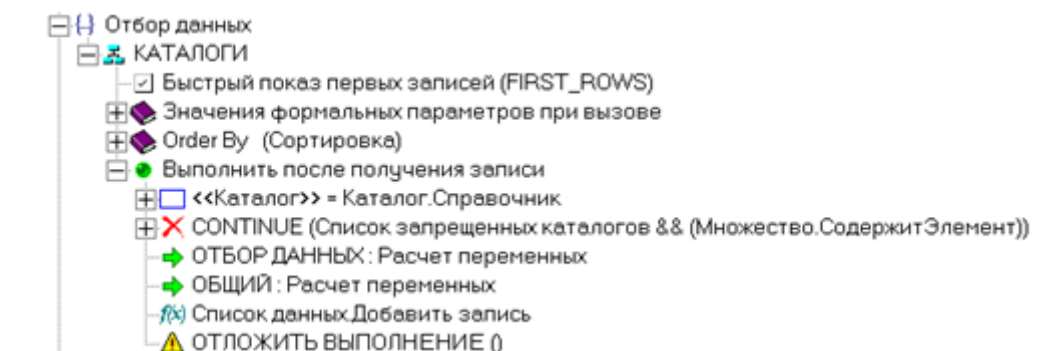 Отбор данных
КАТАЛОГИ
Быстрый показ первых записей (FIRST_ROWS)
Значения формальных параметров при вызове
Order By (Сортировка)
Выполнить после получения записи
<<Каталог>> = Каталог.Справочник
CONTINUE (Список запрещенных каталогов && (Множество.СодержитЭлемент))
ОТБОР ДАННЫХ : Расчет переменных
ОБЩИЙ : Расчет переменных
f(x) Список данных.Добавить запись
ОТЛОЖИТЬ ВЫПОЛНЕНИЕ ()